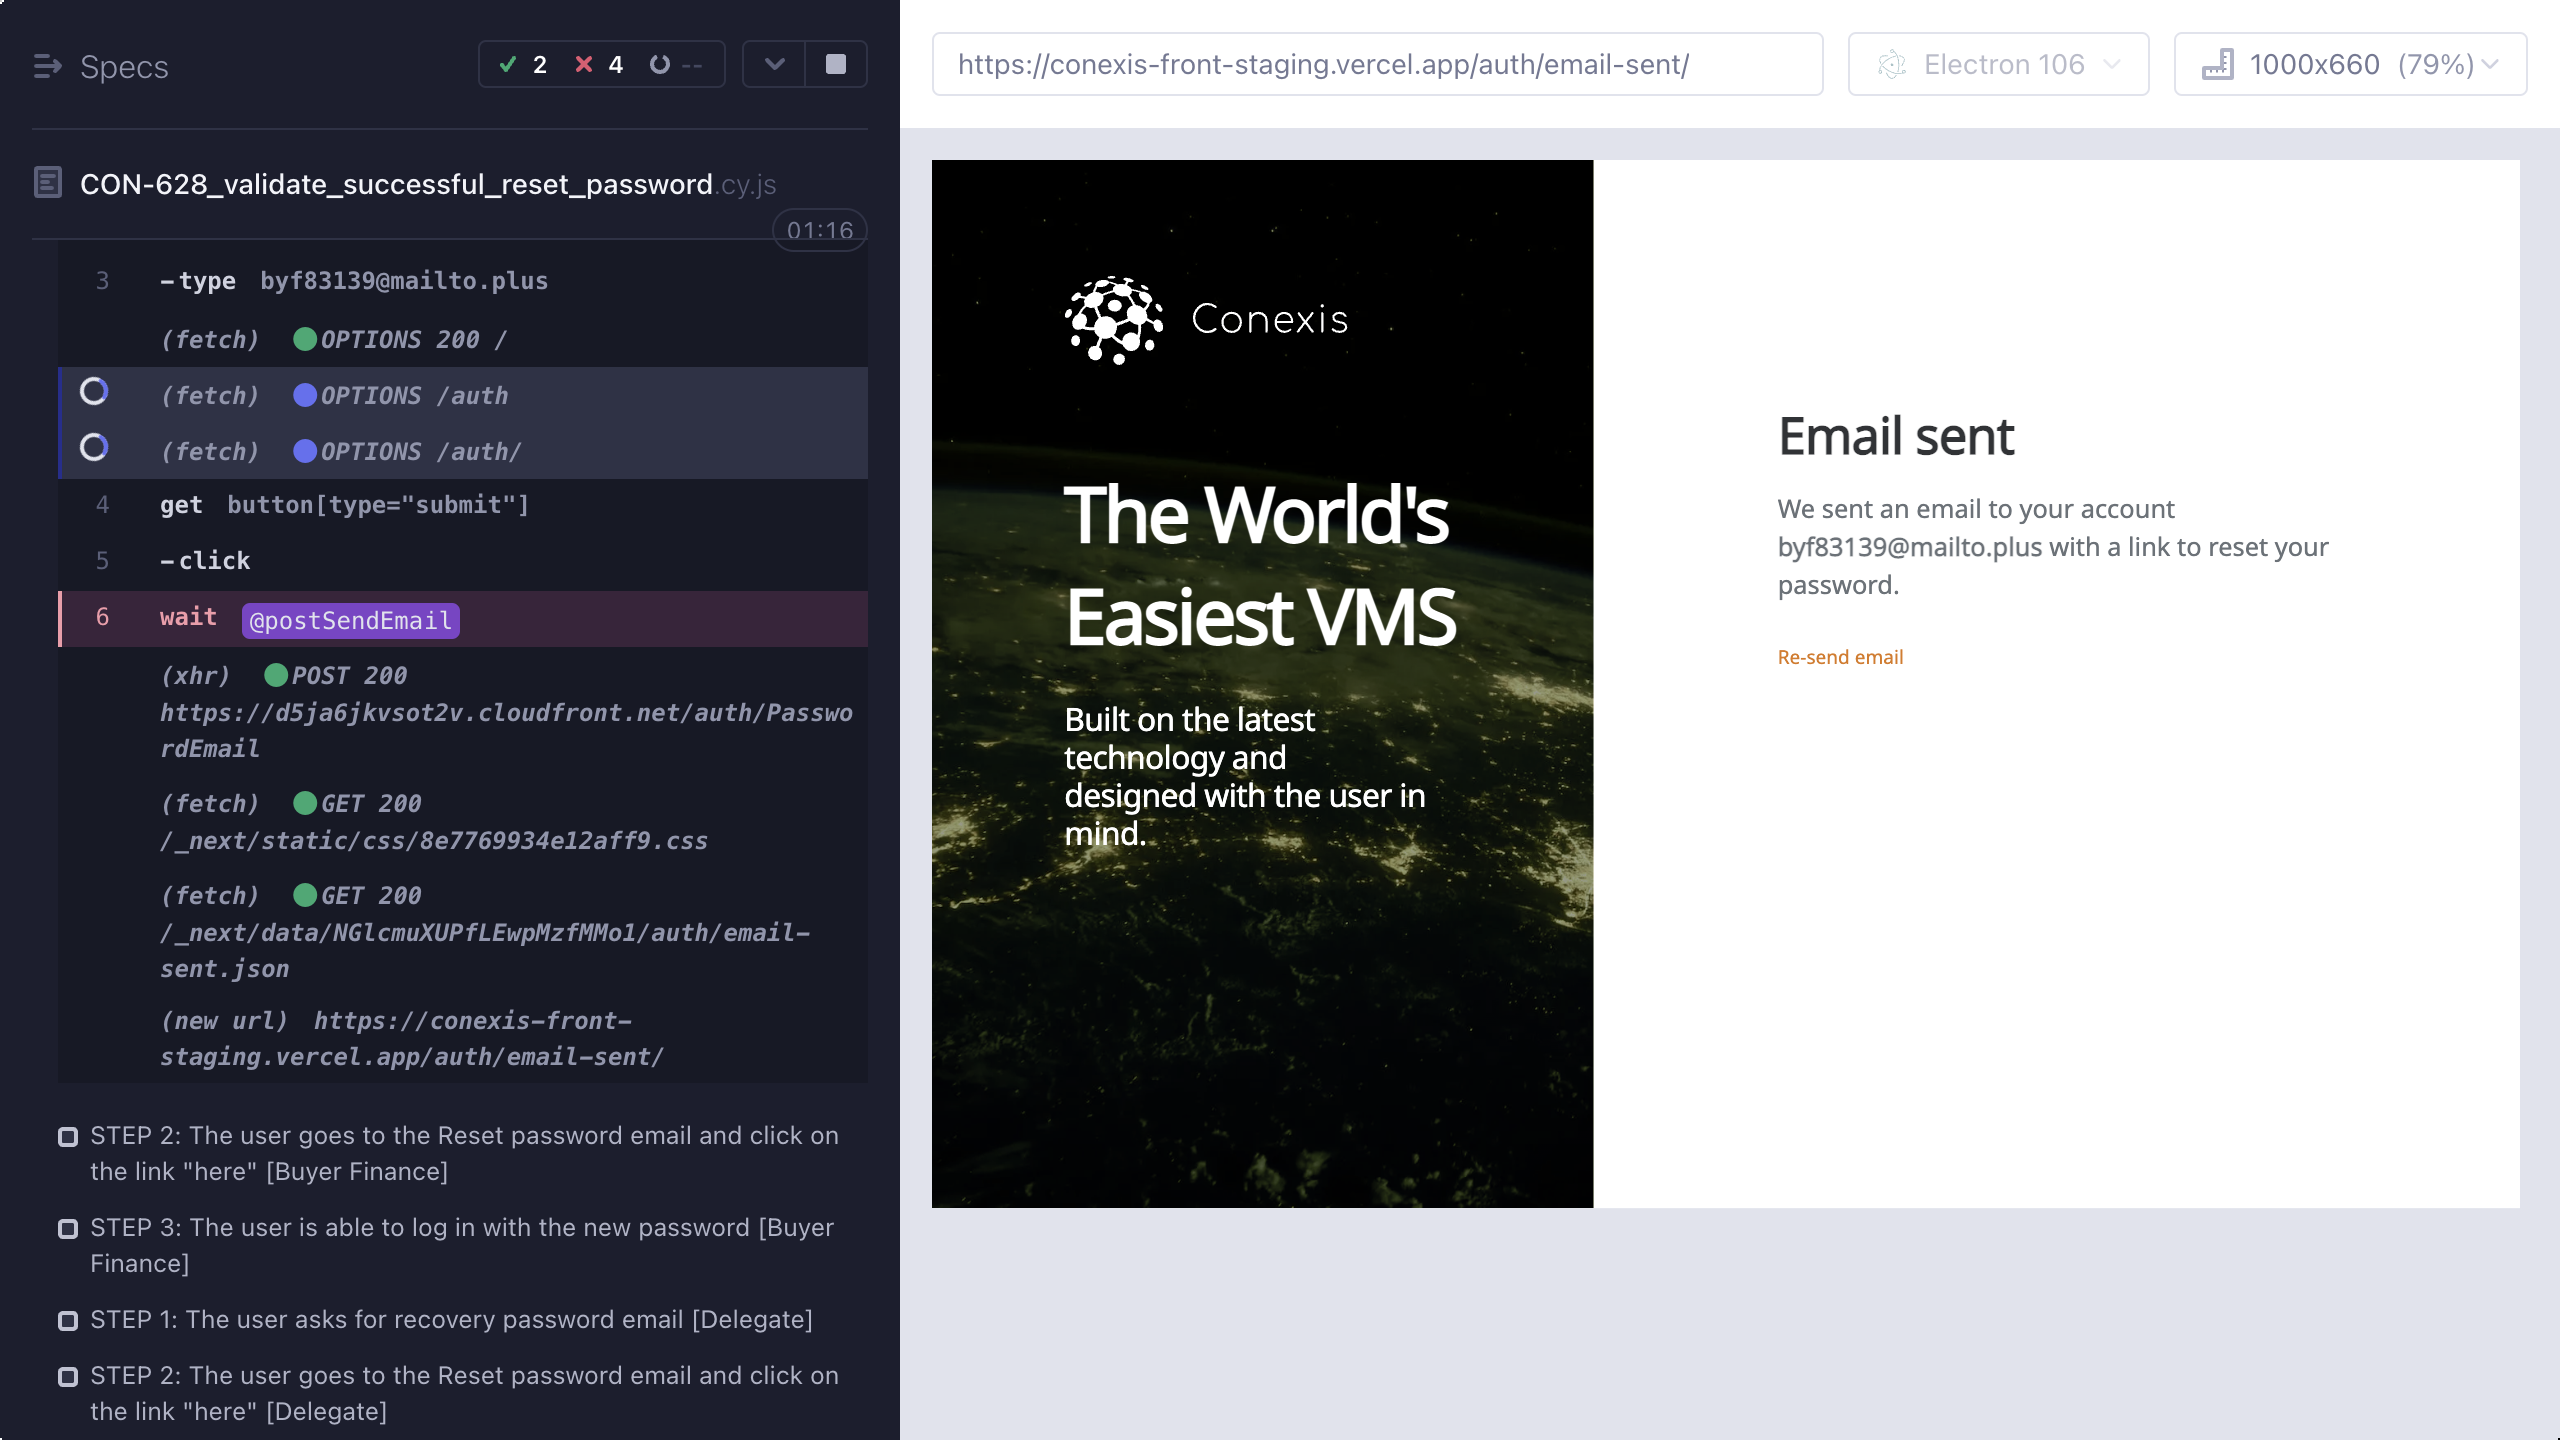 Specs
2
4
--
CON-628_validate_successful_reset_password.cy.js
01:16
3 -type byf83139@mailto.plus
(fetch) OPTIONS 200 /
(fetch) OPTIONS /auth
(fetch) OPTIONS /auth/
4 get button[type="submit"]
5 -click
6 wait @postSendEmail
(xhr) POST 200
https://d5ja6jkvsot2v.cloudfront.net/auth/Passwo
rdEmail
(fetch) GET 200
/_next/static/css/8e7769934e12aff9.css
(fetch) GET 200
/_next/data/NGlcmuXUPfLEwpMzfMMo1/auth/email-
sent.json
(new url) https://conexis-front-
staging.vercel.app/auth/email-sent/
STEP 2: The user goes to the Reset password email and click on
the link "here" [Buyer Finance]
STEP 3: The user is able to log in with the new password [Buyer
Finance]
STEP 1: The user asks for recovery password email [Delegate]
STEP 2: The user goes to the Reset password email and click on
the link "here" [Delegate]
https://conexis-front-staging.vercel.app/auth/email-sent/
Electron 106
1000x660 (79%)
Conexis
The World's
Easiest VMS
Built on the latest
technology and
designed with the user in
mind.
Email sent
We sent an email to your account
byf83139@mailto.plus with a link to reset your
password.
Re-send email